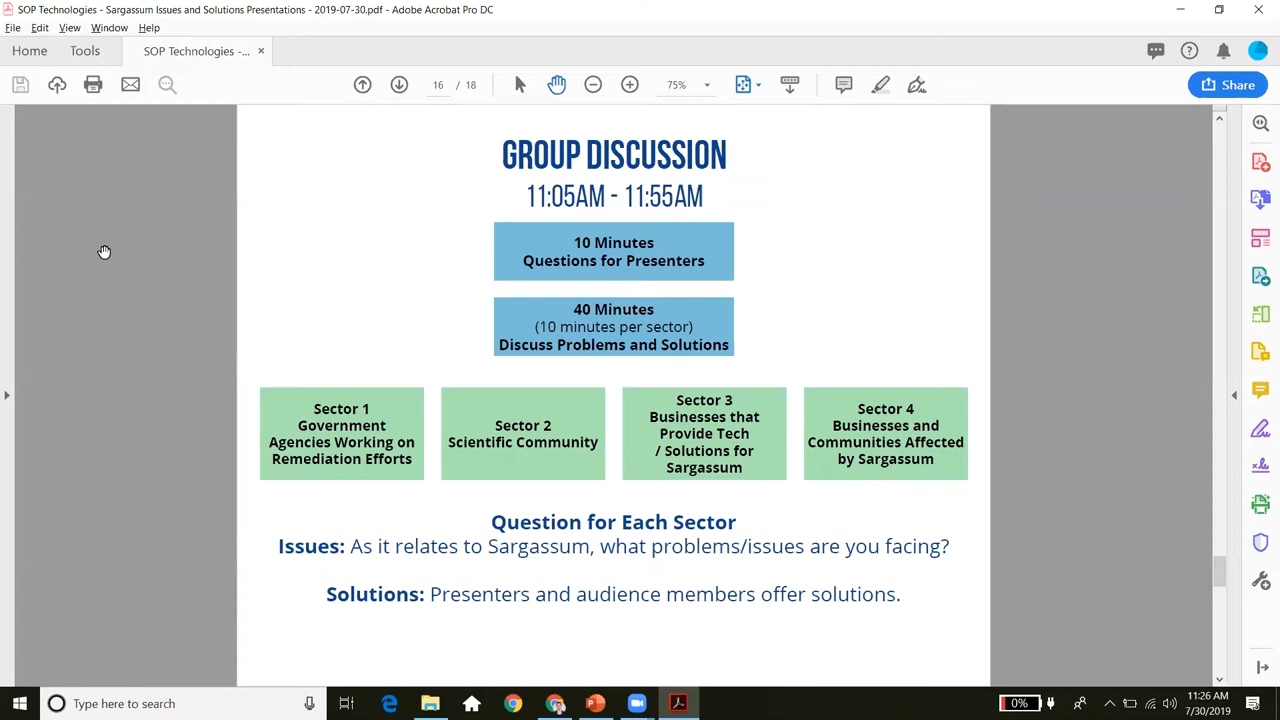 SOP Technologies - Sargassum Issues and Solutions Presentations - 2019-07-30.pdf - Adobe Acrobat Pro DC
File Edit View Window Help
Home Tools SOP Technologies -... ×
16 / 18 75% Share
GROUP DISCUSSION
11:05AM - 11:55AM
10 Minutes
Questions for Presenters
40 Minutes
(10 minutes per sector)
Discuss Problems and Solutions
Sector 1
Government
Agencies Working on
Remediation Efforts
Sector 2
Scientific Community
Sector 3
Businesses that
Provide Tech
/ Solutions for
Sargassum
Sector 4
Businesses and
Communities Affected
by Sargassum
Question for Each Sector
Issues: As it relates to Sargassum, what problems/issues are you facing?
Solutions: Presenters and audience members offer solutions.
Type here to search
0%
11:26 AM
7/30/2019